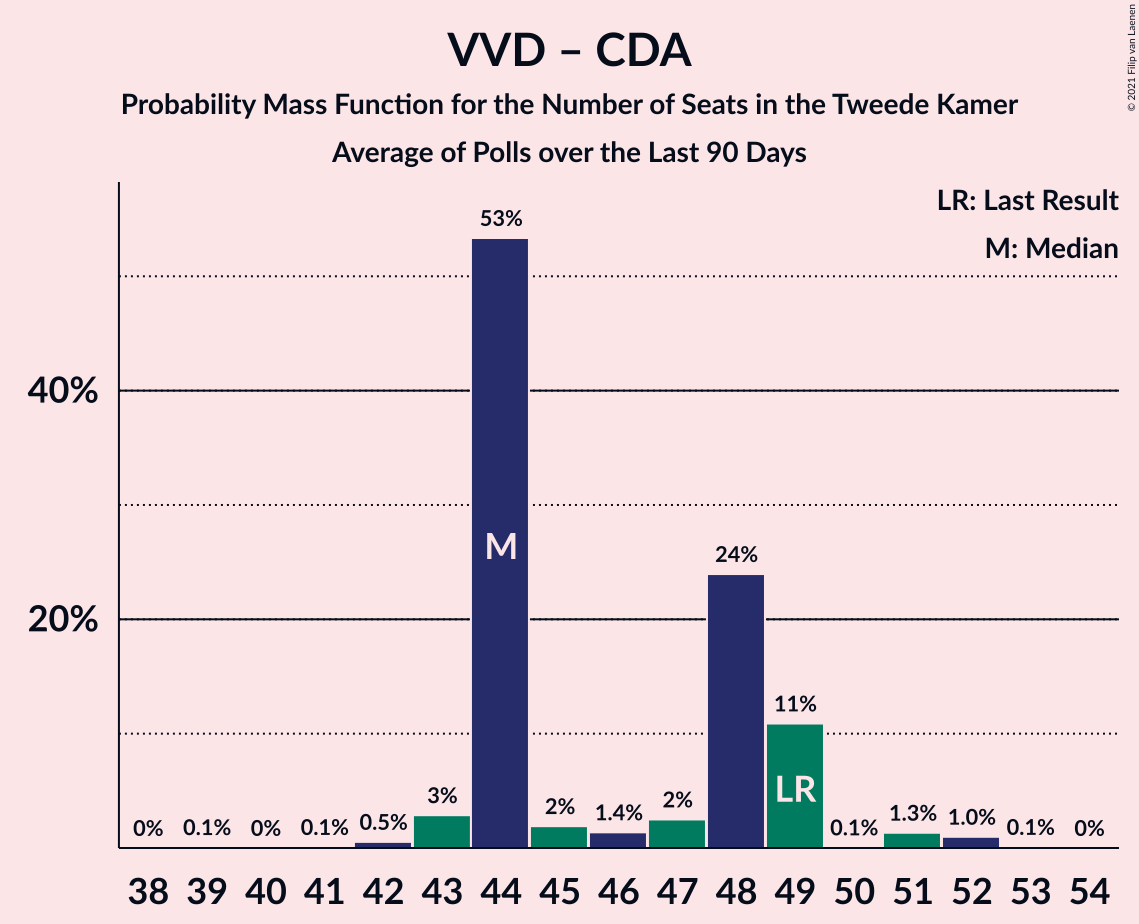 VVD – CDA
Probability Mass Function for the Number of Seats in the Tweede Kamer
Average of Polls over the Last 90 Days
© 2021 Filip van Laenen
LR: Last Result
M: Median
40%
20%
0%
0.1%
0%
0.1%
0.5%
3%
53%
M
2%
1.4%
2%
24%
11%
LR
0.1%
1.3%
1.0%
0.1%
0%
38 39 40 41 42 43 44 45 46 47 48 49 50 51 52 53 54